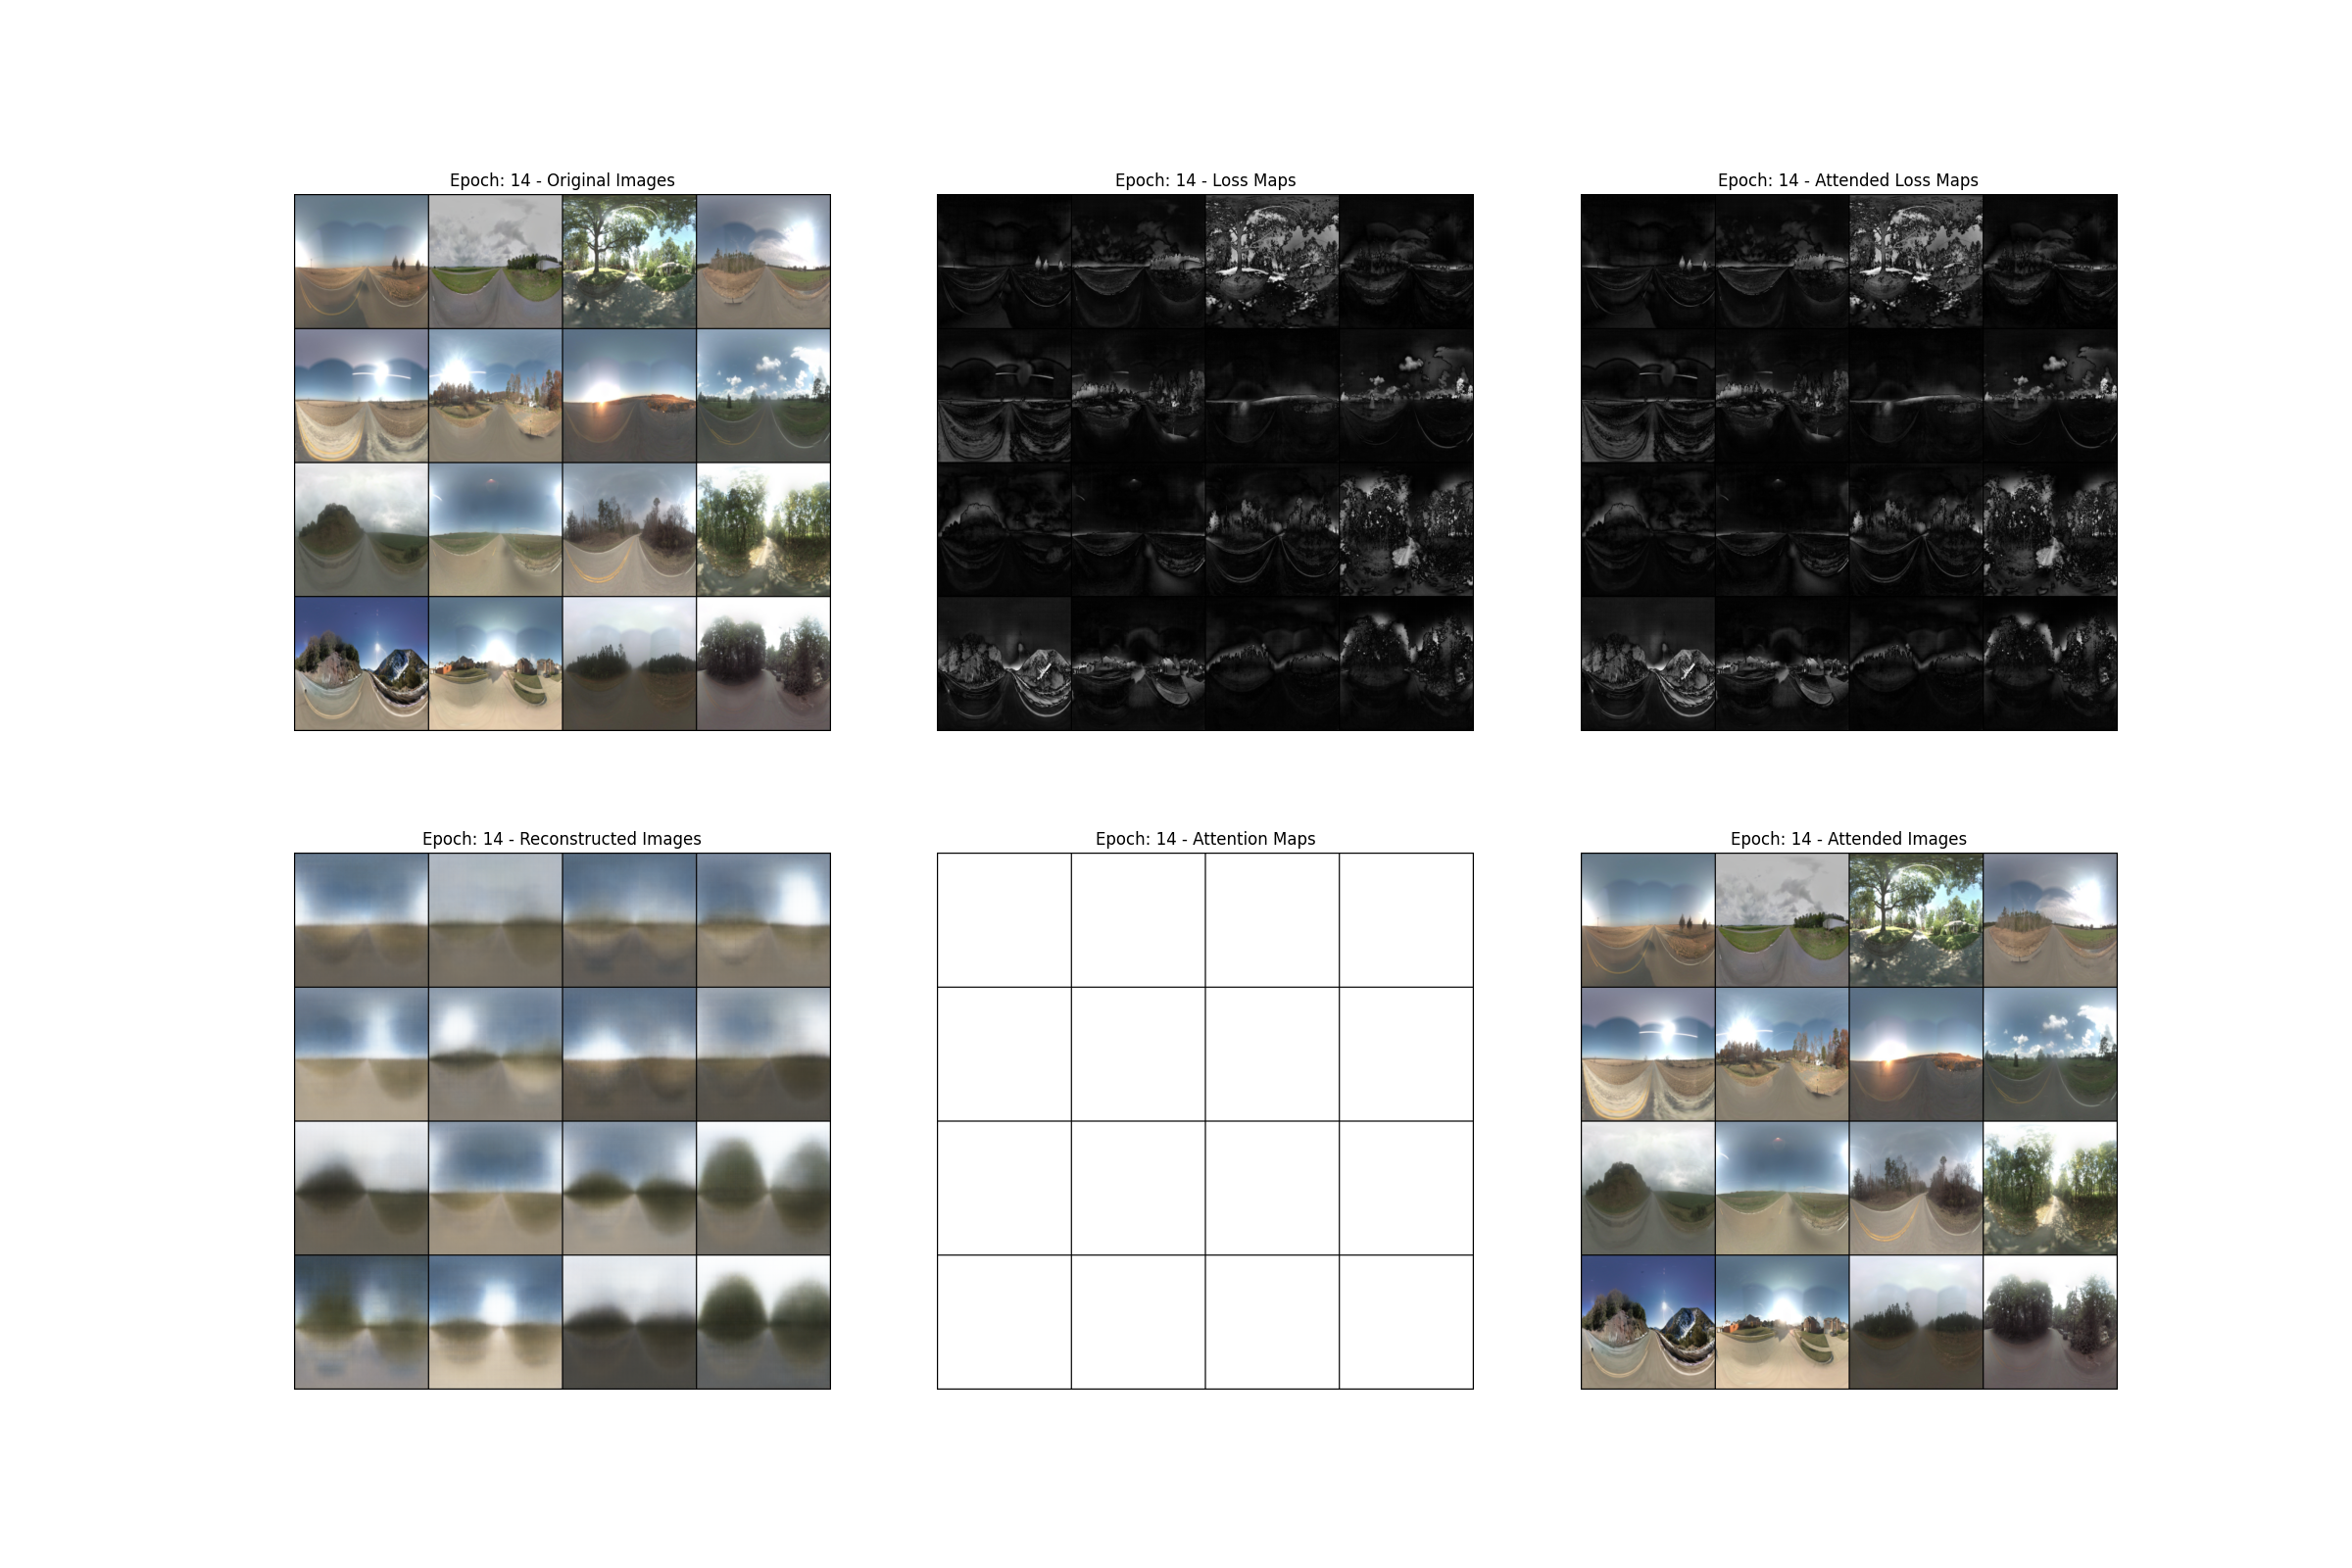 Epoch: 14 - Original Images
Epoch: 14 - Loss Maps
Epoch: 14 - Attended Loss Maps
Epoch: 14 - Reconstructed Images
Epoch: 14 - Attention Maps
Epoch: 14 - Attended Images